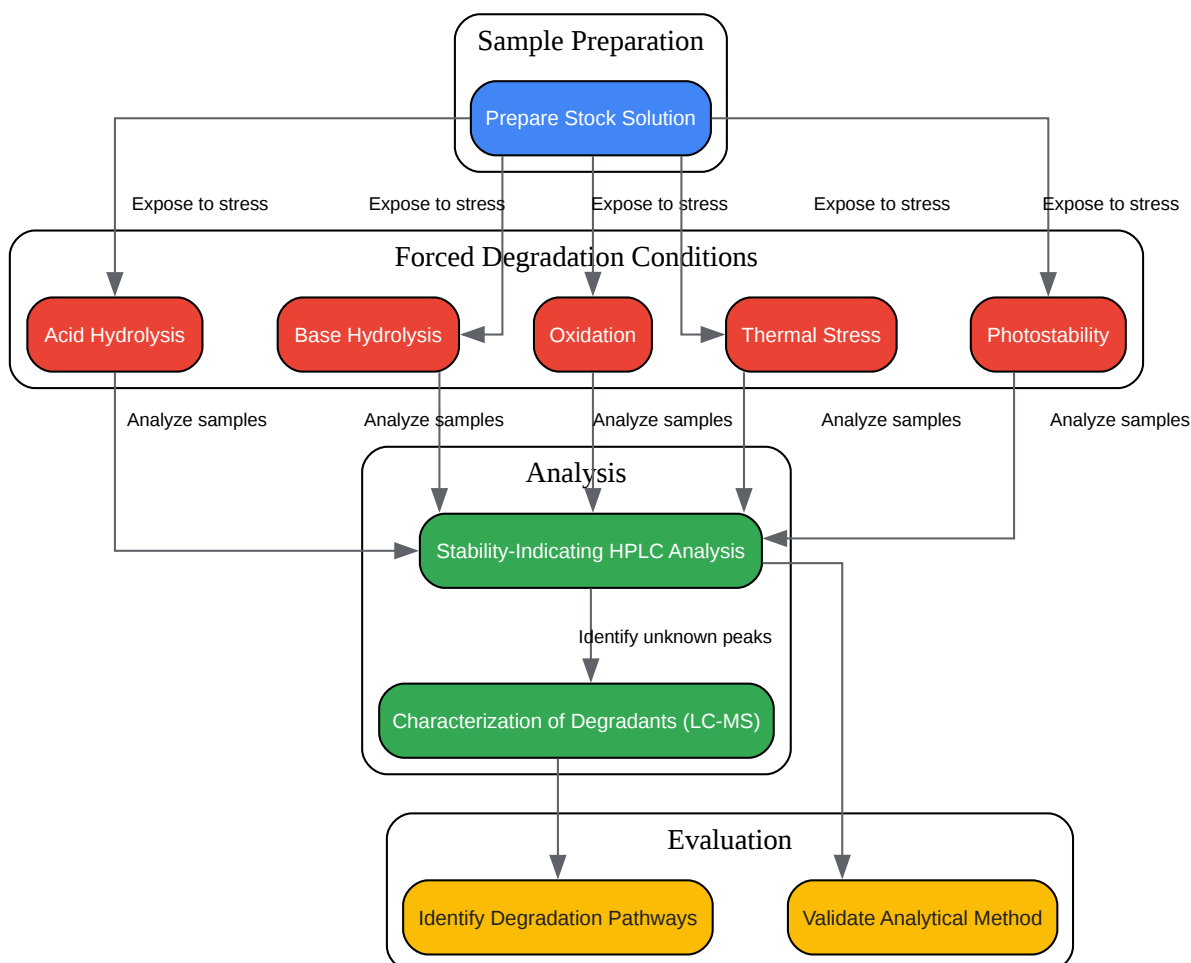 Sample Preparation
Prepare Stock Solution
Expose to stress
Expose to stress
Expose to stress
Expose to stress
Expose to stress
Forced Degradation Conditions
Acid Hydrolysis
Base Hydrolysis
Oxidation
Thermal Stress
Photostability
Analyze samples
Analyze samples
Analyze samples
Analyze samples
Analyze samples
Analysis
Stability-Indicating HPLC Analysis
Identify unknown peaks
Characterization of Degradants (LC-MS)
Evaluation
Identify Degradation Pathways
Validate Analytical Method